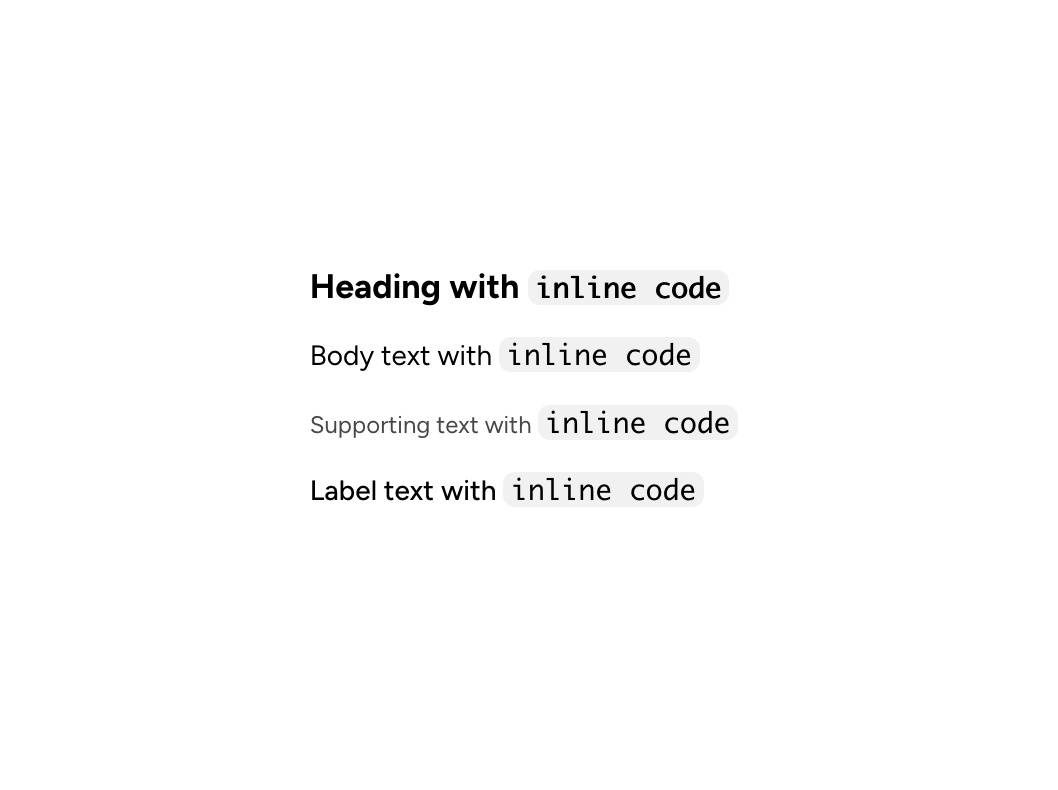 Heading with inline code
Body text with inline code
Supporting text with inline code
Label text with inline code